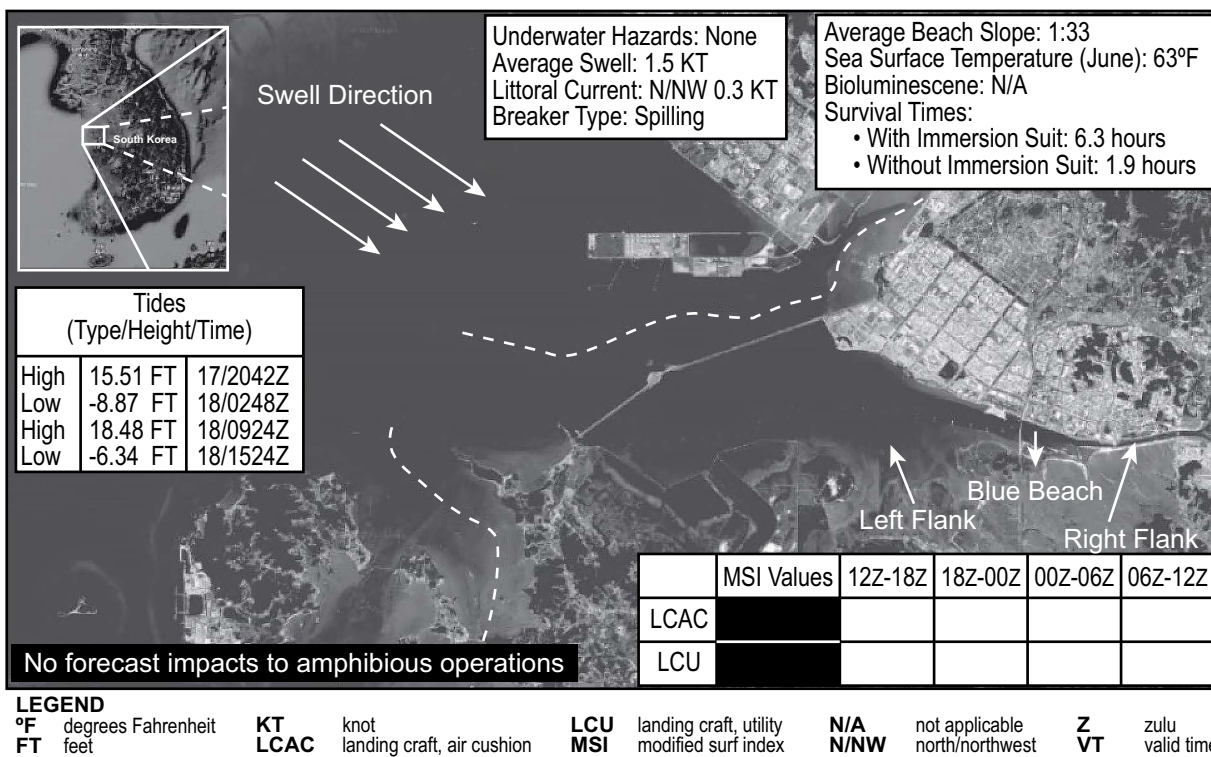 Underwater Hazards: None
Average Swell: 1.5 KT
Littoral Current: N/NW 0.3 KT
Breaker Type: Spilling
Average Beach Slope: 1:33
Sea Surface Temperature (June): 63ºF
Bioluminescene: N/A
Survival Times:
• With Immersion Suit: 6.3 hours
• Without Immersion Suit: 1.9 hours
Swell Direction
South Korea
Tides
(Type/Height/Time)
High 15.51 FT 17/2042Z
Low -8.87 FT 18/0248Z
High 18.48 FT 18/0924Z
Low -6.34 FT 18/1524Z
Blue Beach
Left Flank
Right Flank
MSI Values 12Z-18Z 18Z-00Z 00Z-06Z 06Z-12Z
LCAC
LCU
No forecast impacts to amphibious operations
LEGEND
ºF degrees Fahrenheit KT knot LCU landing craft, utility N/A not applicable Z zulu
FT feet LCAC landing craft, air cushion MSI modified surf index N/NW north/northwest VT valid time